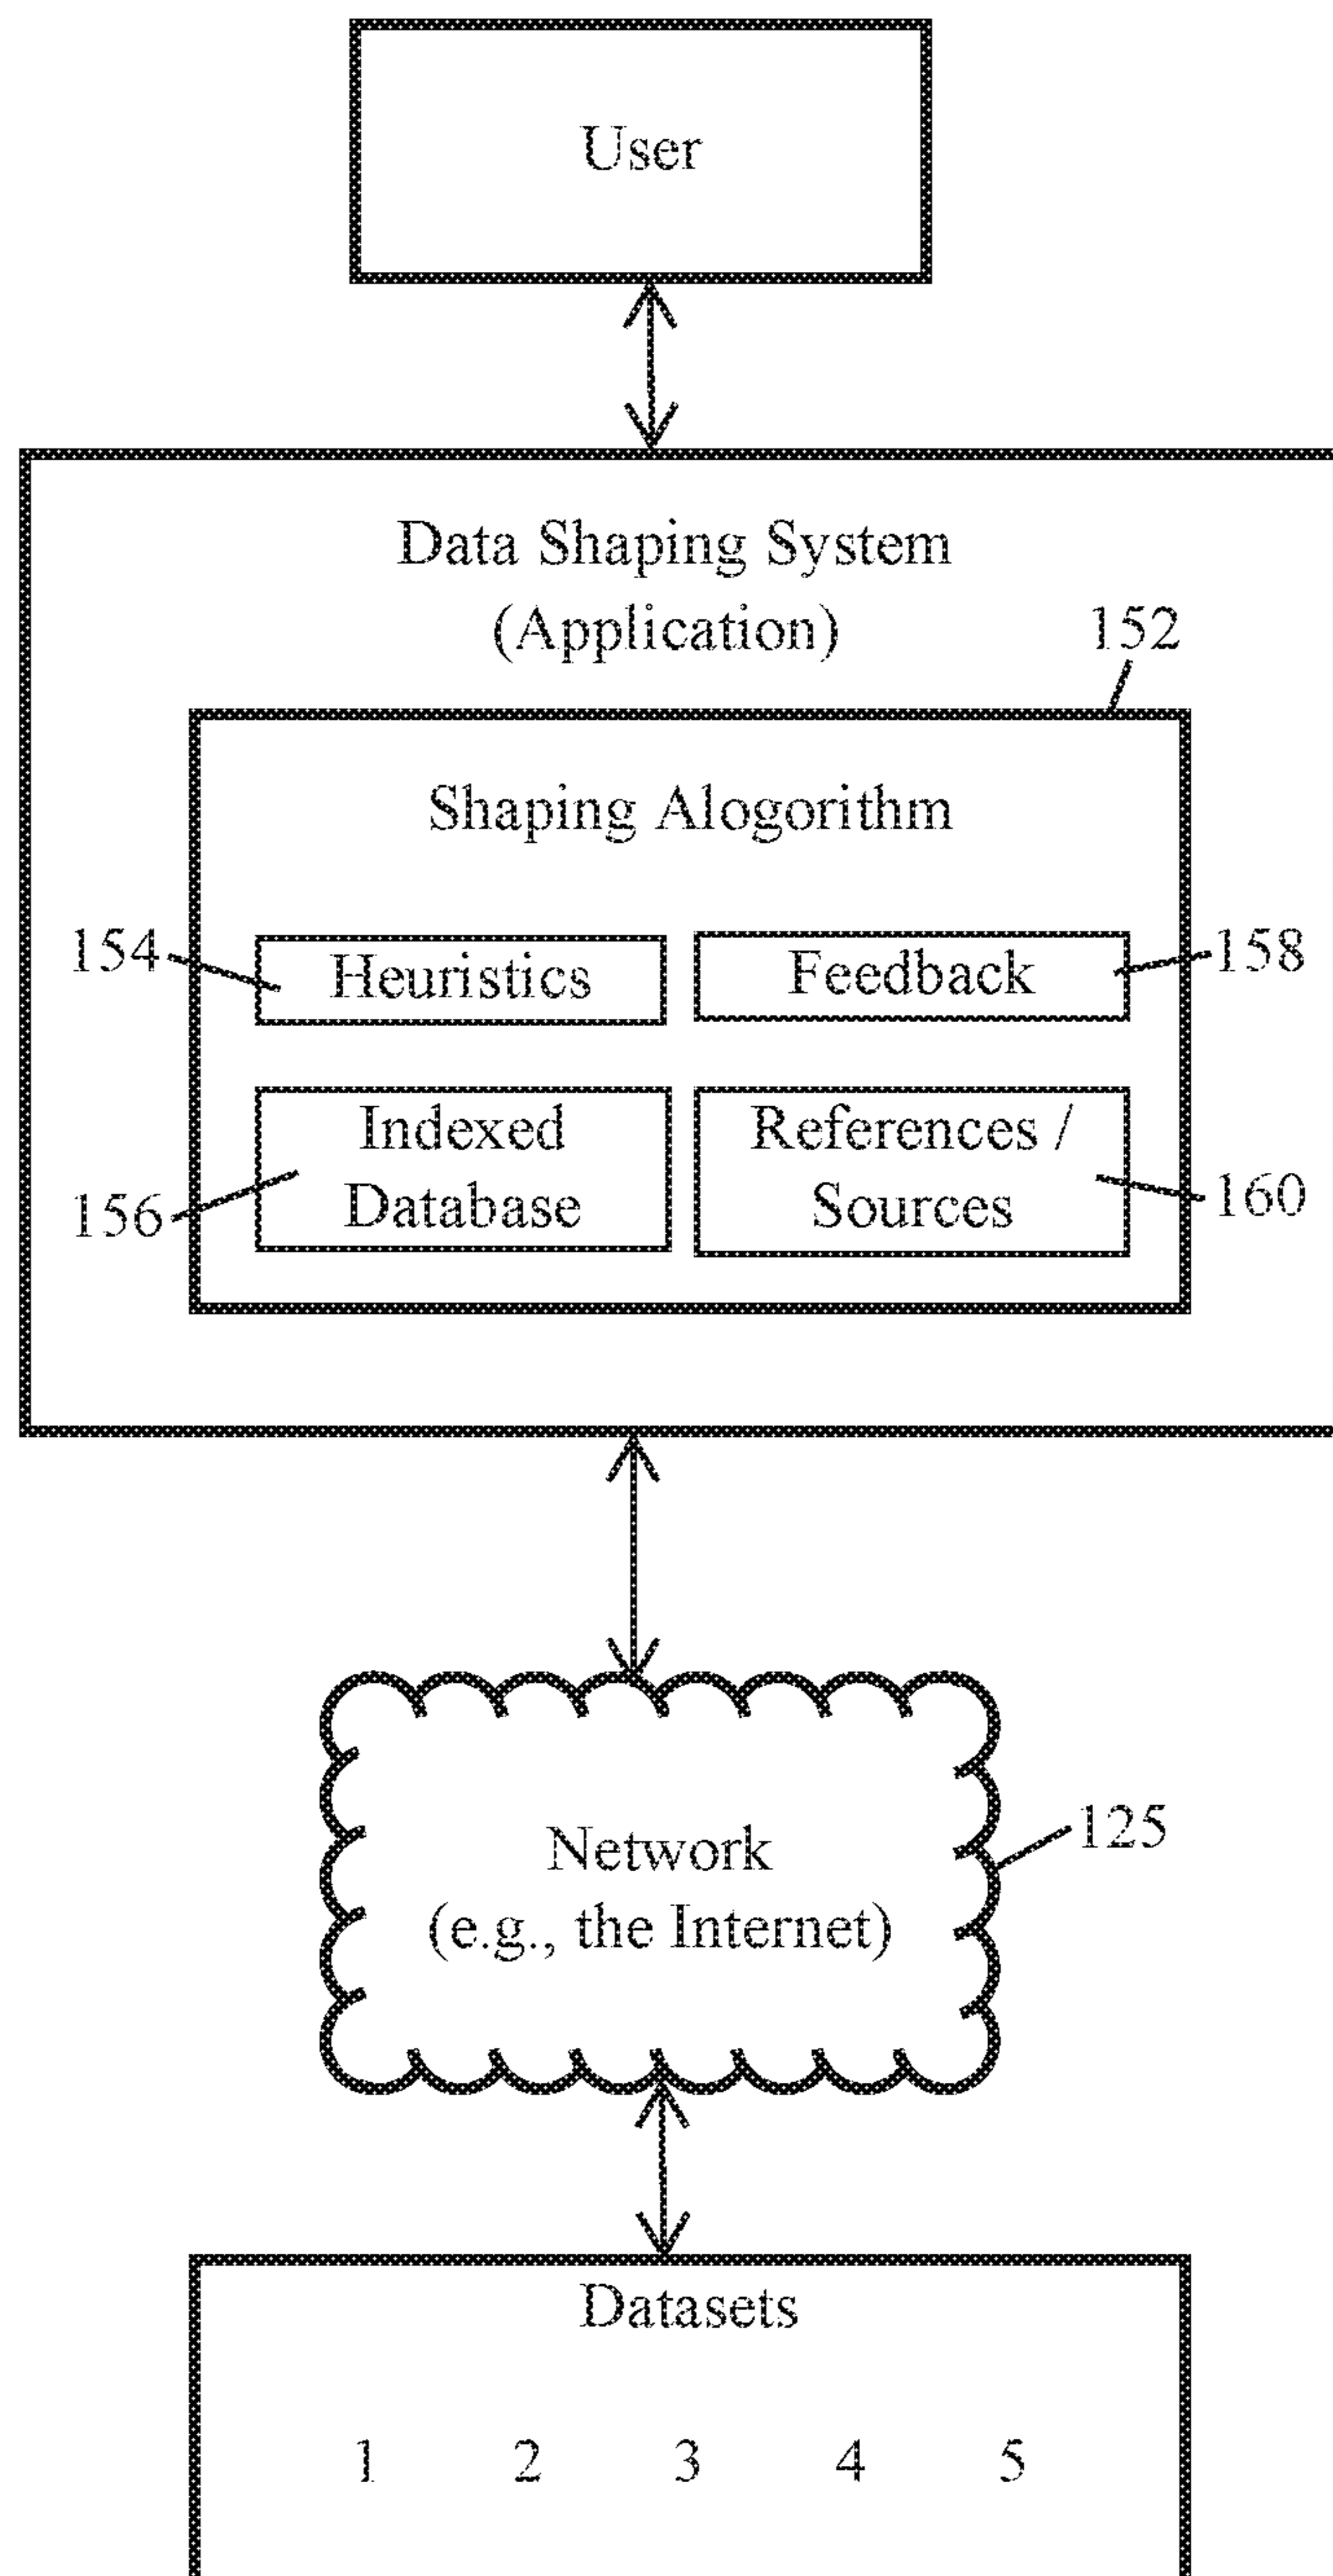 User
Data Shaping System
(Application)
152
Shaping Alogorithm
154
Heuristics
Feedback
158
Indexed
Database
156
References /
Sources
160
Network
(e.g., the Internet)
125
Datasets
1 2 3 4 5